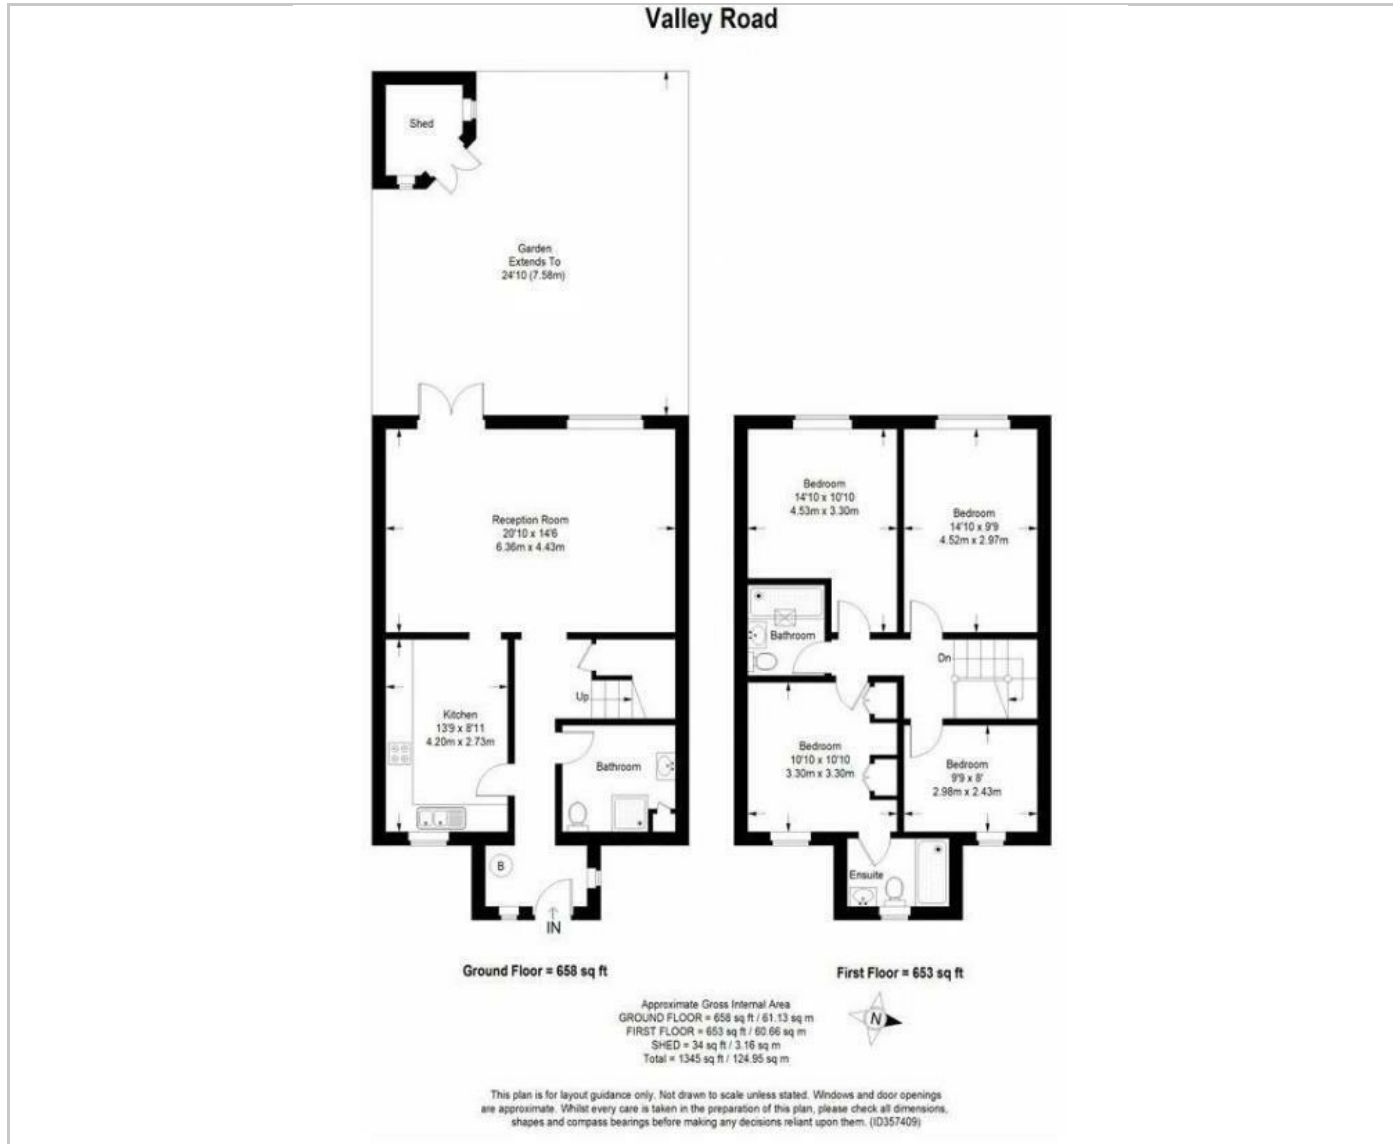 Valley Road
Shed
Garden
Extends To
24'10 (7.58m)
Reception Room
20'10 x 14'6
6.36m x 4.43m
Kitchen
13'9 x 8'11
4.20m x 2.73m
Up
Bathroom
B
IN
Ground Floor = 658 sq ft
Bedroom
14'10 x 10'10
4.53m x 3.30m
Bedroom
14'10 x 9'9
4.52m x 2.97m
Bathroom
Dn
Bedroom
10'10 x 10'10
3.30m x 3.30m
Bedroom
9'9 x 8'
2.98m x 2.43m
Ensuite
First Floor = 653 sq ft
Approximate Gross Internal Area
GROUND FLOOR = 658 sq ft / 61.13 sq m
FIRST FLOOR = 653 sq ft / 60.66 sq m
SHED = 34 sq ft / 3.16 sq m
Total = 1345 sq ft / 124.95 sq m
N
This plan is for layout guidance only. Not drawn to scale unless stated. Windows and door openings
are approximate. Whilst every care is taken in the preparation of this plan, please check all dimensions,
shapes and compass bearings before making any decisions reliant upon them. (ID357409)